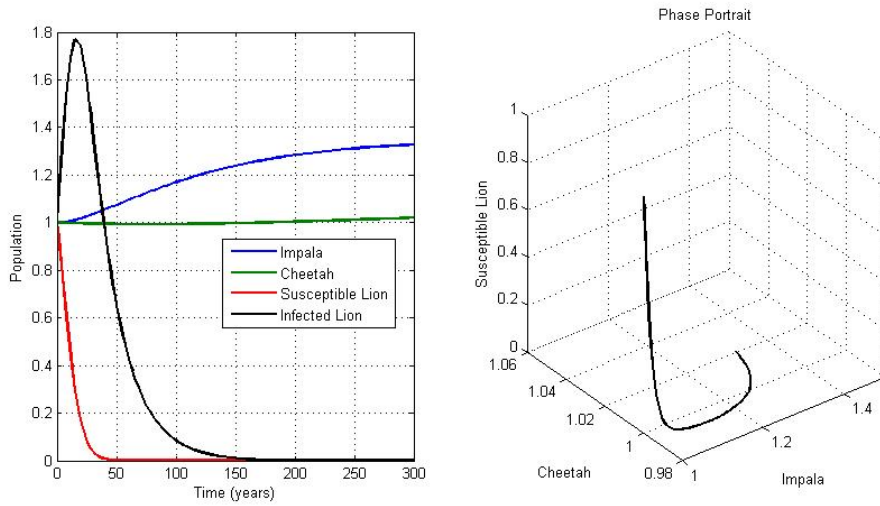 Population
1.8
1.6
1.4
1.2
1
0.8
0.6
0.4
0.2
0
0 50 100 150 200 250 300
Time (years)
Impala
Cheetah
Susceptible Lion
Infected Lion
Phase Portrait
Susceptible Lion
1
0.8
0.6
0.4
0.2
0
1.06
1.04
1.02
1
0.98
Cheetah
1
1.2
1.4
Impala